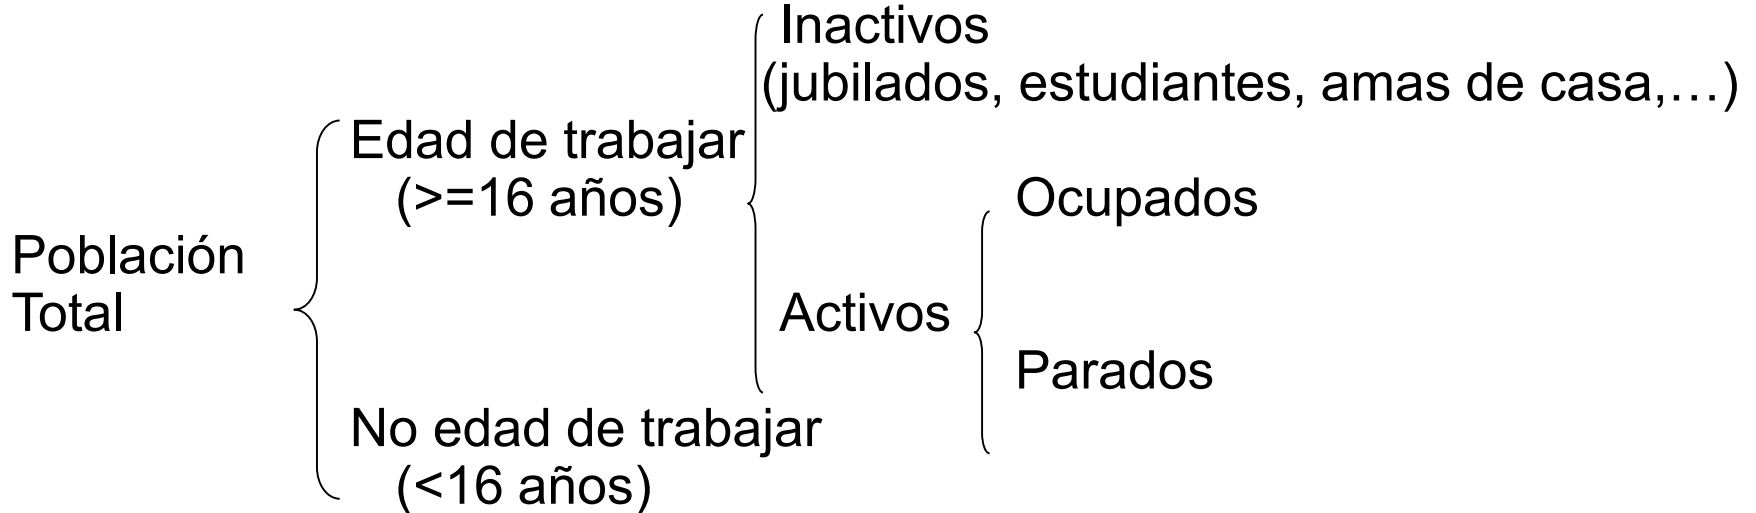 Inactivos
(jubilados, estudiantes, amas de casa,…)
Edad de trabajar
(>=16 años)
Ocupados
Población
Total
Activos
Parados
No edad de trabajar
(<16 años)